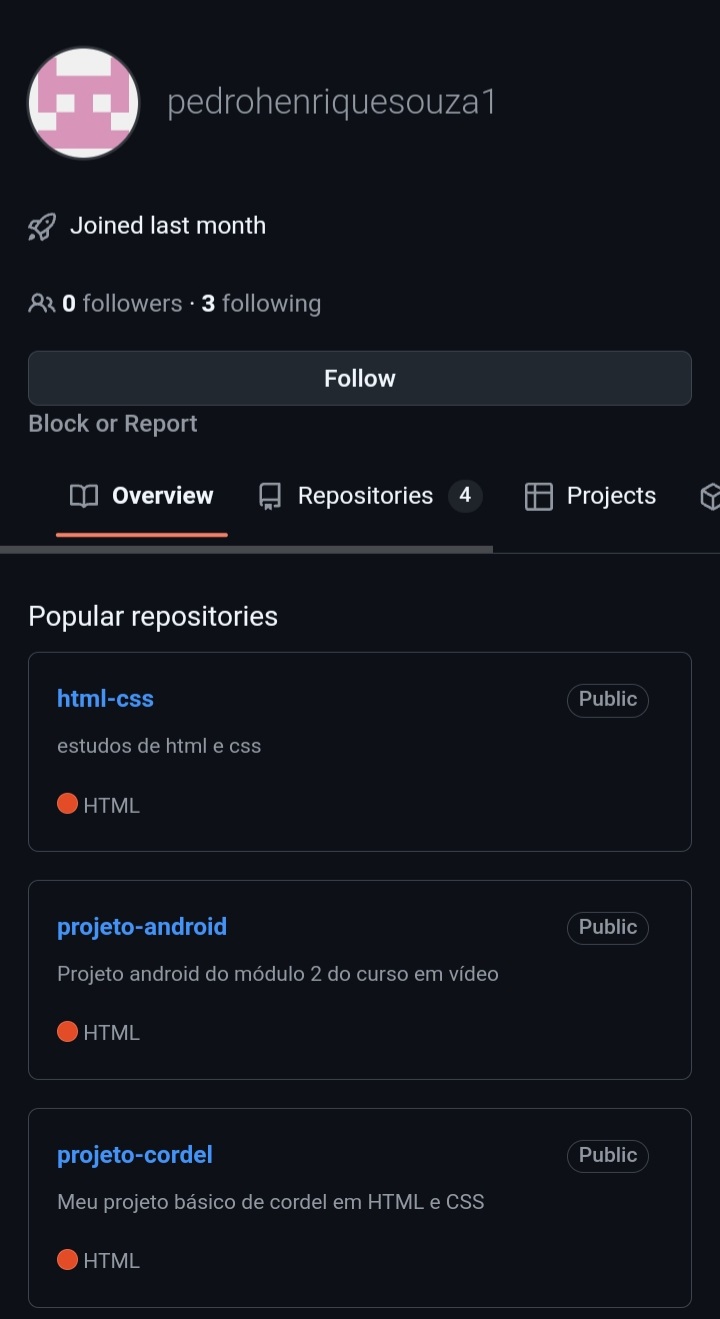 pedrohenriquesouza1
Joined last month
0 followers · 3 following
Follow
Block or Report
Overview Repositories 4 Projects
Popular repositories
html-css Public
estudos de html e css
HTML
projeto-android Public
Projeto android do módulo 2 do curso em vídeo
HTML
projeto-cordel Public
Meu projeto básico de cordel em HTML e CSS
HTML